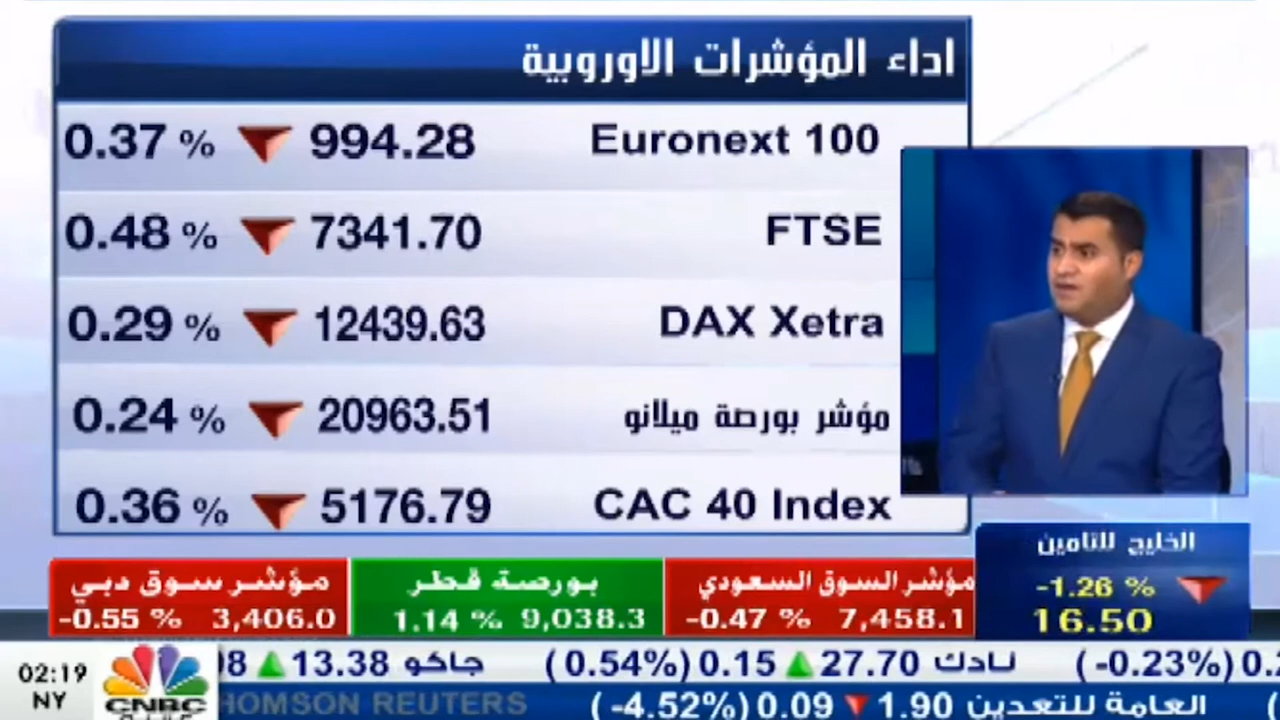 اداء المؤشرات الاوروبية
Euronext 100 994.28 0.37 %
FTSE 7341.70 0.48 %
DAX Xetra 12439.63 0.29 %
مؤشر بورصة ميلانو 20963.51 0.24 %
CAC 40 Index 5176.79 0.36 %
الخليج للتامين
-1.26 %
16.50
مؤشر السوق السعودي
7,458.1 -0.47 %
بورصة قطر
9,038.3 1.14 %
مؤشر سوق دبي
3,406.0 -0.55 %
(-0.23%) نادك 27.70 0.15 (0.54%) جاكو 13.38
العامة للتعدين 1.90 0.09 (-4.52%)
THOMSON REUTERS
02:19
NY
CNBC